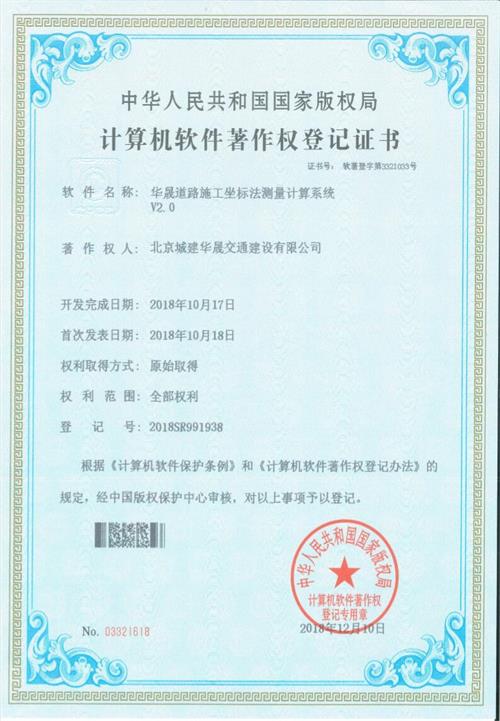 中华人民共和国国家版权局
计算机软件著作权登记证书
证书号： 软著登字第3321033号
软件名称： 华晟道路施工坐标法测量计算系统
V2.0
著作权人： 北京城建华晟交通建设有限公司
开发完成日期： 2018年10月17日
首次发表日期： 2018年10月18日
权利取得方式： 原始取得
权利范围： 全部权利
登记号： 2018SR991938
根据《计算机软件保护条例》和《计算机软件著作权登记办法》的
规定，经中国版权保护中心审核，对以上事项予以登记。
中华人民共和国国家版权局
计算机软件著作权
登记专用章
No. 03321618
2018年12月10日